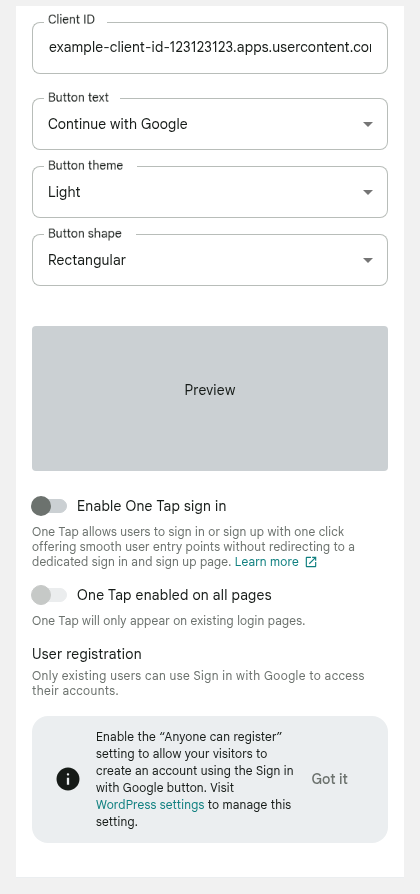 Client ID
example-client-id-123123123.apps.usercontent.co
Button text
Continue with Google
Button theme
Light
Button shape
Rectangular
Preview
Enable One Tap sign in
One Tap allows users to sign in or sign up with one click
offering smooth user entry points without redirecting to a
dedicated sign in and sign up page. Learn more
One Tap enabled on all pages
One Tap will only appear on existing login pages.
User registration
Only existing users can use Sign in with Google to access
their accounts.
Enable the “Anyone can register”
setting to allow your visitors to
create an account using the Sign in
with Google button. Visit
WordPress settings to manage this
setting.
Got it